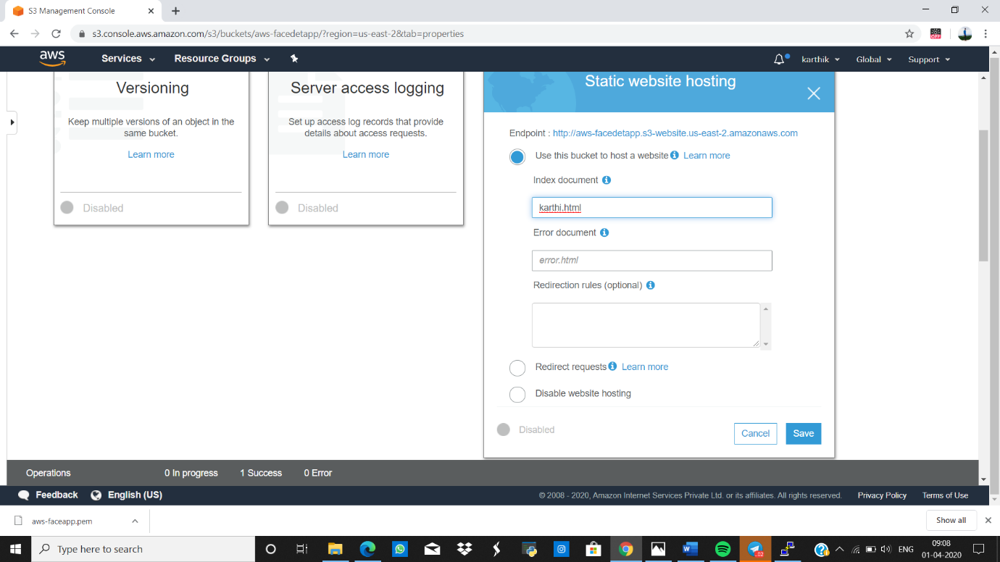 S3 Management Console
s3.console.aws.amazon.com/s3/buckets/aws-facedetapp/?region=us-east-2&tab=properties
OFF
aws
Services
Resource Groups
karthik
Global
Support
Versioning
Keep multiple versions of an object in the
same bucket.
Learn more
Disabled
Server access logging
Set up access log records that provide
details about access requests.
Learn more
Disabled
Static website hosting
Endpoint : http://aws-facedetapp.s3-website.us-east-2.amazonaws.com
Use this bucket to host a website Learn more
Index document
karthi.html
Error document
error.html
Redirection rules (optional)
Redirect requests Learn more
Disable website hosting
Disabled
Cancel
Save
Operations
0 In progress
1 Success
0 Error
Feedback
English (US)
© 2008 - 2020, Amazon Internet Services Private Ltd. or its affiliates. All rights reserved.
Privacy Policy
Terms of Use
aws-faceapp.pem
Show all
Type here to search
ENG
09:08
01-04-2020